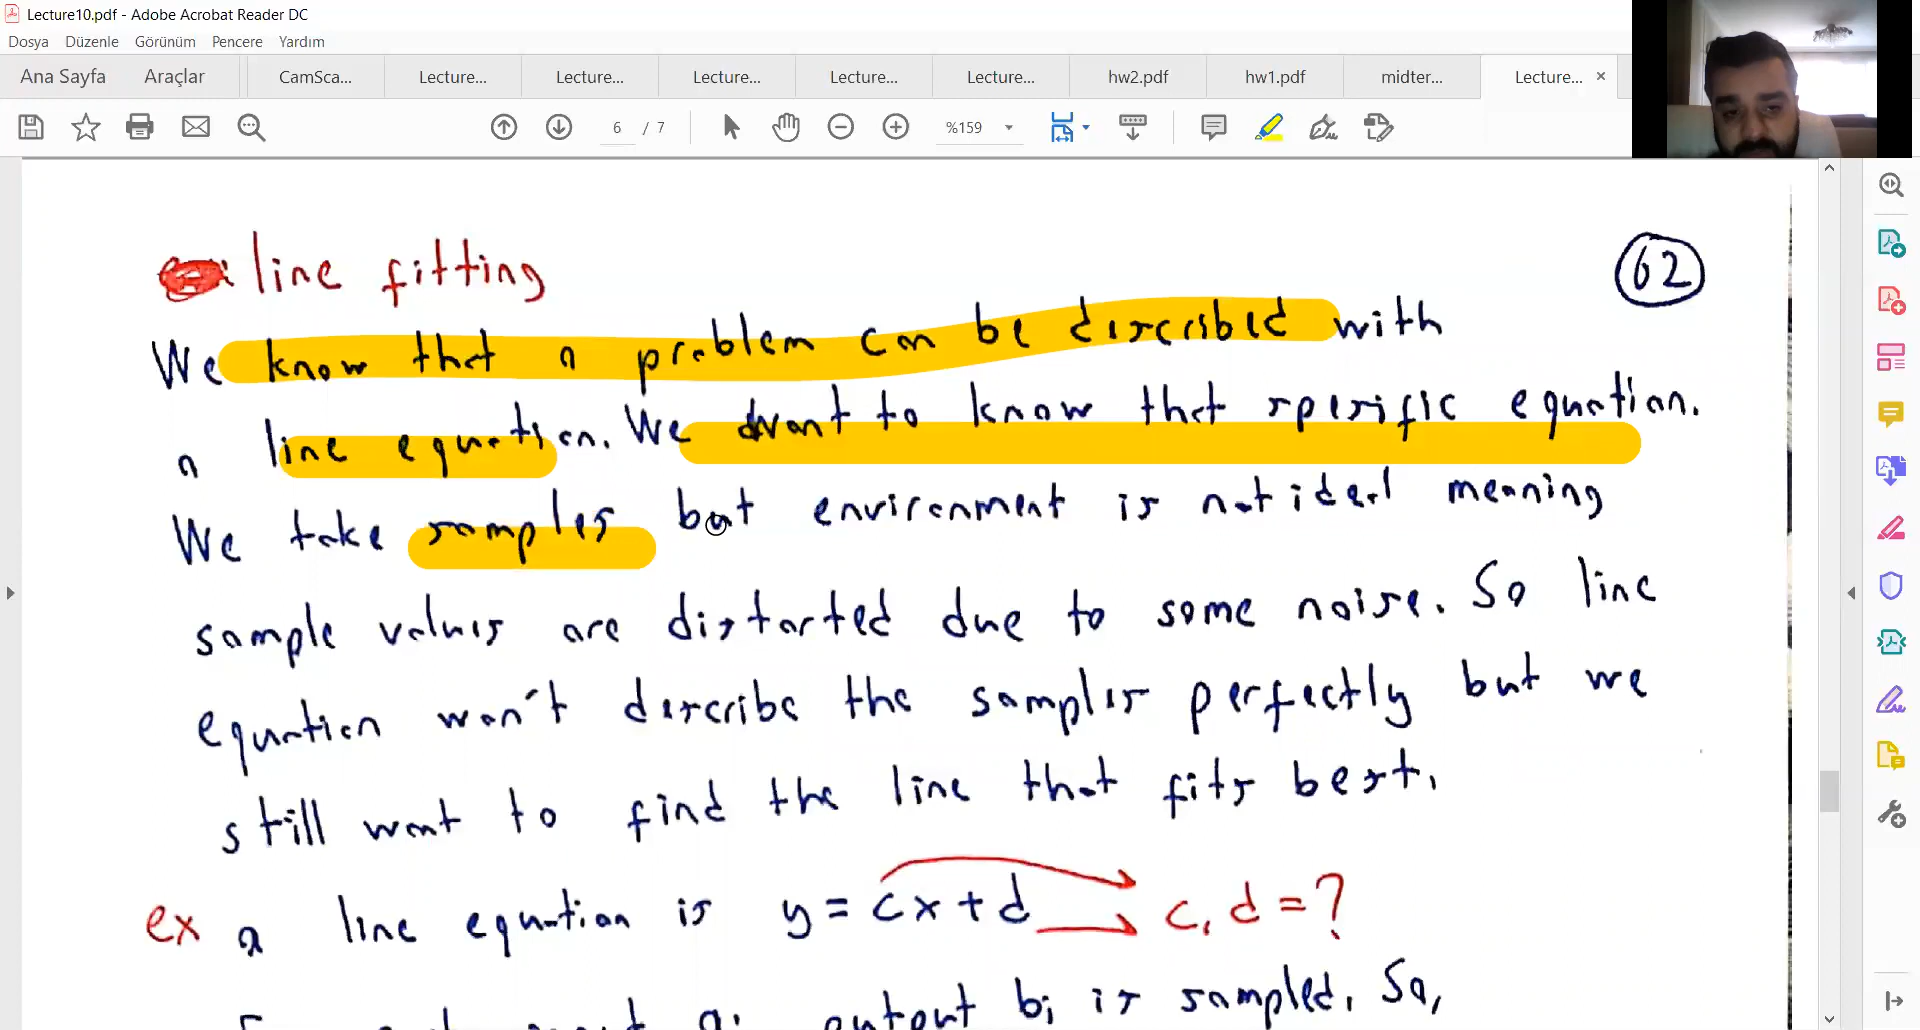 Lecture10.pdf - Adobe Acrobat Reader DC
Dosya Düzenle Görünüm Pencere Yardım
Ana Sayfa Araçlar CamSca... Lecture... Lecture... Lecture... Lecture... Lecture... hw2.pdf hw1.pdf midter... Lecture... ×
6 / 7 %159
line fitting
62
We know that a problem can be described with
a line equation. We want to know that spesific equation.
We take samples but environment is not ideal meaning
sample values are distorted due to some noise. So line
equation won't describe the samples perfectly but we
still want to find the line that fits best.
ex a line equation is y = cx + d c, d = ?
output bi is sampled. So,